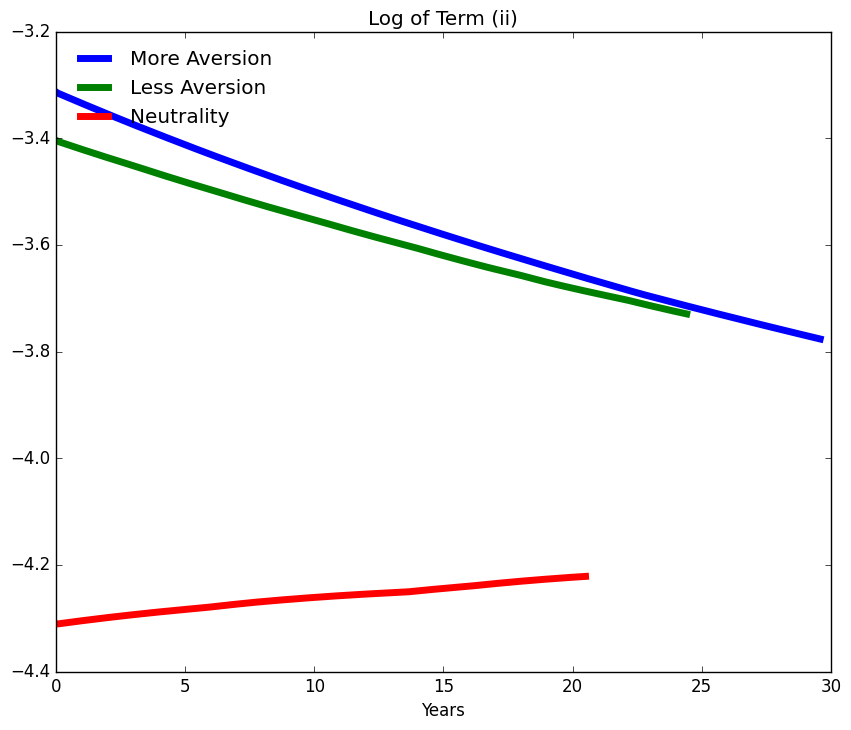 Log of Term (ii)
More Aversion
Less Aversion
Neutrality
−3.2
−3.4
−3.6
−3.8
−4.0
−4.2
−4.4
0 5 10 15 20 25 30
Years